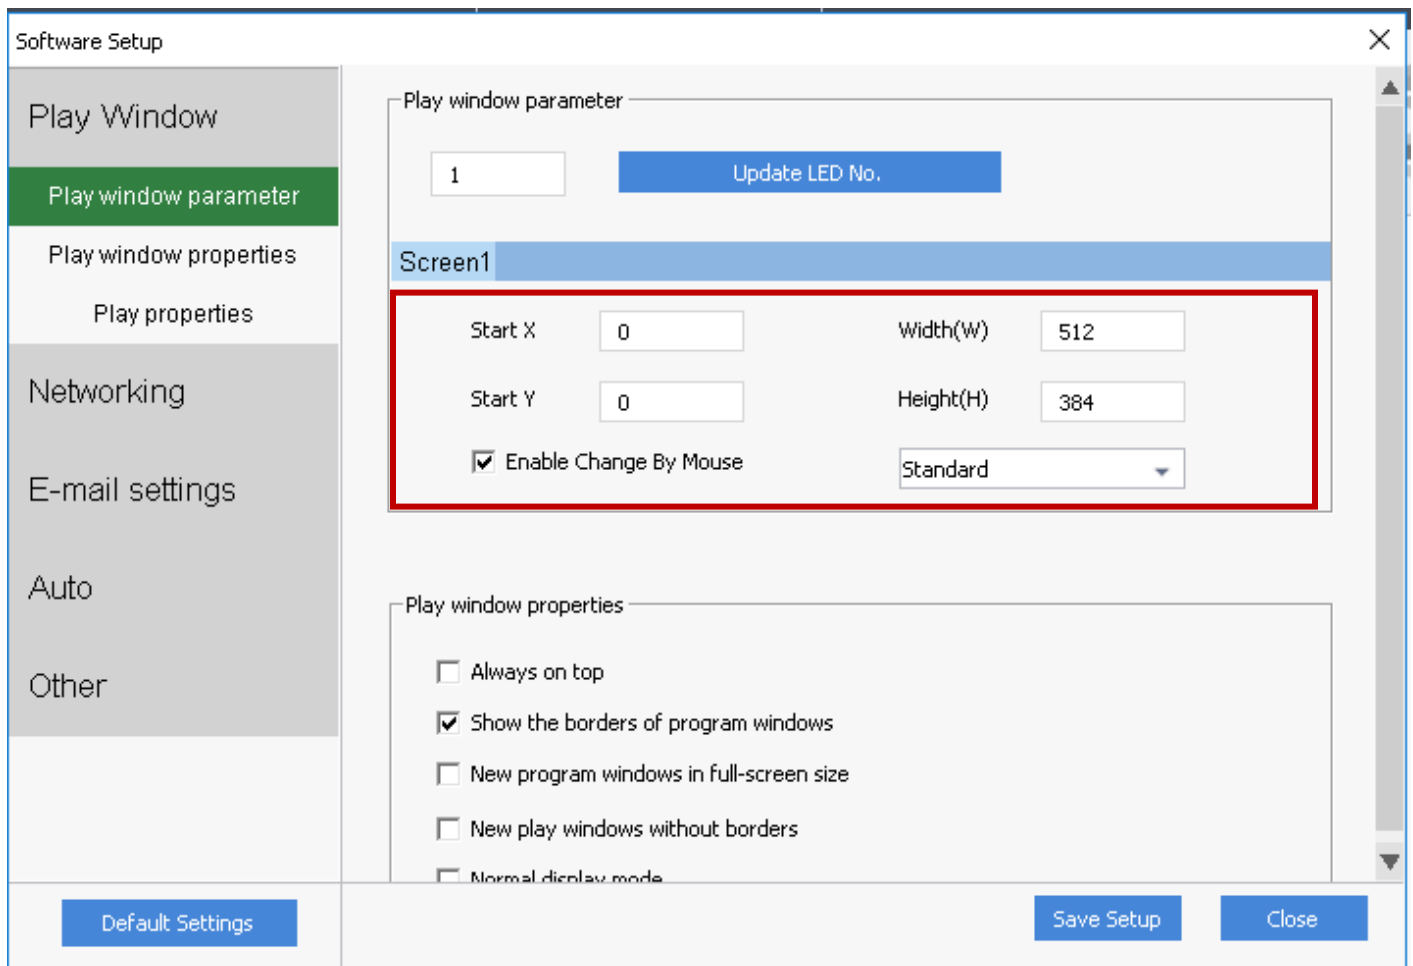 Software Setup
Play Window
Play window parameter
Play window properties
Play properties
Networking
E-mail settings
Auto
Other
Default Settings
Play window parameter
1
Update LED No.
Screen1
Start X 0 Width(W) 512
Start Y 0 Height(H) 384
Enable Change By Mouse Standard
Play window properties
Always on top
Show the borders of program windows
New program windows in full-screen size
New play windows without borders
Normal display mode
Save Setup Close